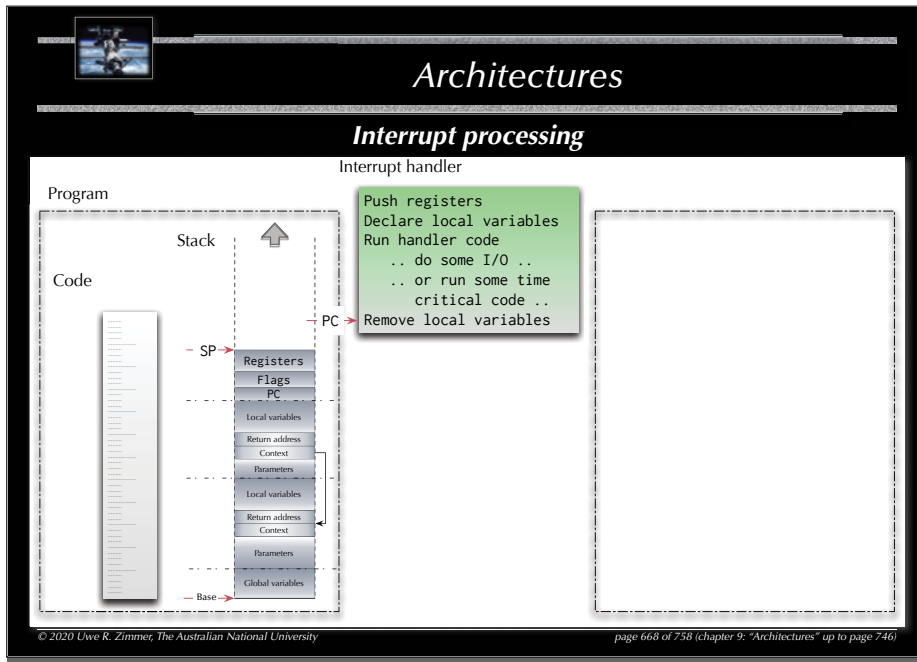 Architectures
Interrupt processing
Interrupt handler
Program
Push registers
Declare local variables
Run handler code
.. do some I/O ..
.. or run some time
critical code ..
Remove local variables
Stack
Code
PC
SP
Registers
Flags
PC
Local variables
Return address
Context
Parameters
Local variables
Return address
Context
Parameters
Global variables
Base
© 2020 Uwe R. Zimmer, The Australian National University
page 668 of 758 (chapter 9: "Architectures" up to page 746)